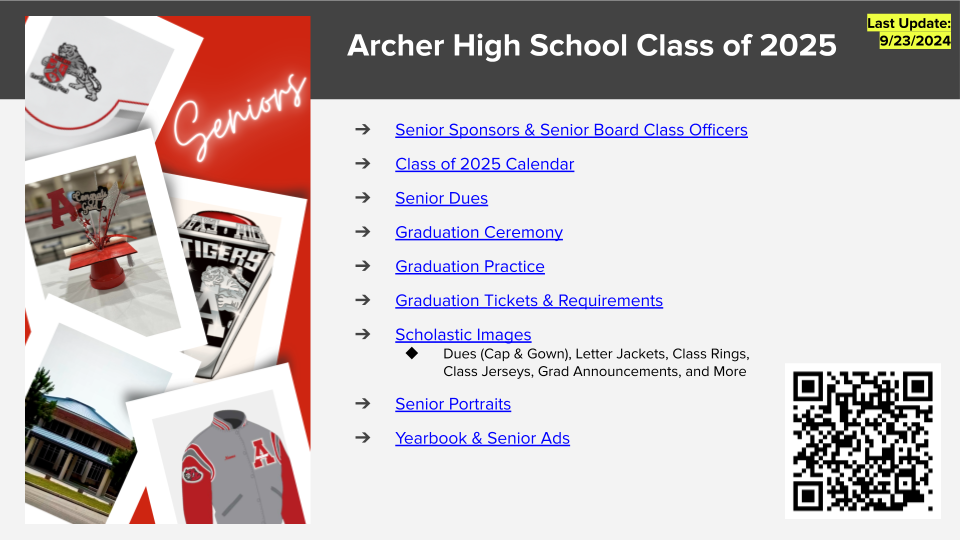 Last Update:
9/23/2024
Archer High School Class of 2025
Seniors
➔ Senior Sponsors & Senior Board Class Officers
➔ Class of 2025 Calendar
➔ Senior Dues
➔ Graduation Ceremony
➔ Graduation Practice
➔ Graduation Tickets & Requirements
➔ Scholastic Images
◆ Dues (Cap & Gown), Letter Jackets, Class Rings,
Class Jerseys, Grad Announcements, and More
➔ Senior Portraits
➔ Yearbook & Senior Ads
A
TIGERS
A
A